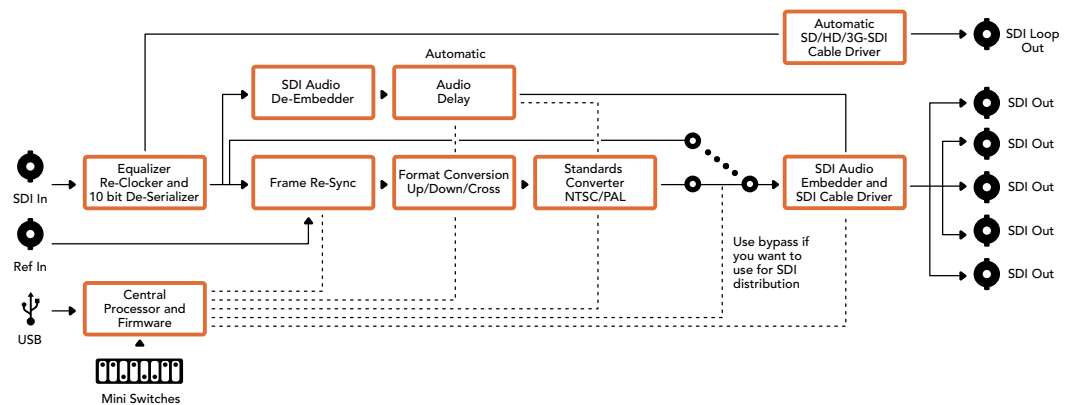 Automatic
SD/HD/3G-SDI
Cable Driver
SDI Loop
Out
Automatic
SDI Audio
De-Embedder
Audio
Delay
SDI Out
SDI Out
SDI In
Equalizer
Re-Clocker and
10 bit De-Serializer
Frame Re-Sync
Format Conversion
Up/Down/Cross
Standards
Converter
NTSC/PAL
SDI Audio
Embedder and
SDI Cable Driver
SDI Out
SDI Out
SDI Out
Ref In
Use bypass if
you want to
use for SDI
distribution
USB
Central
Processor and
Firmware
Mini Switches